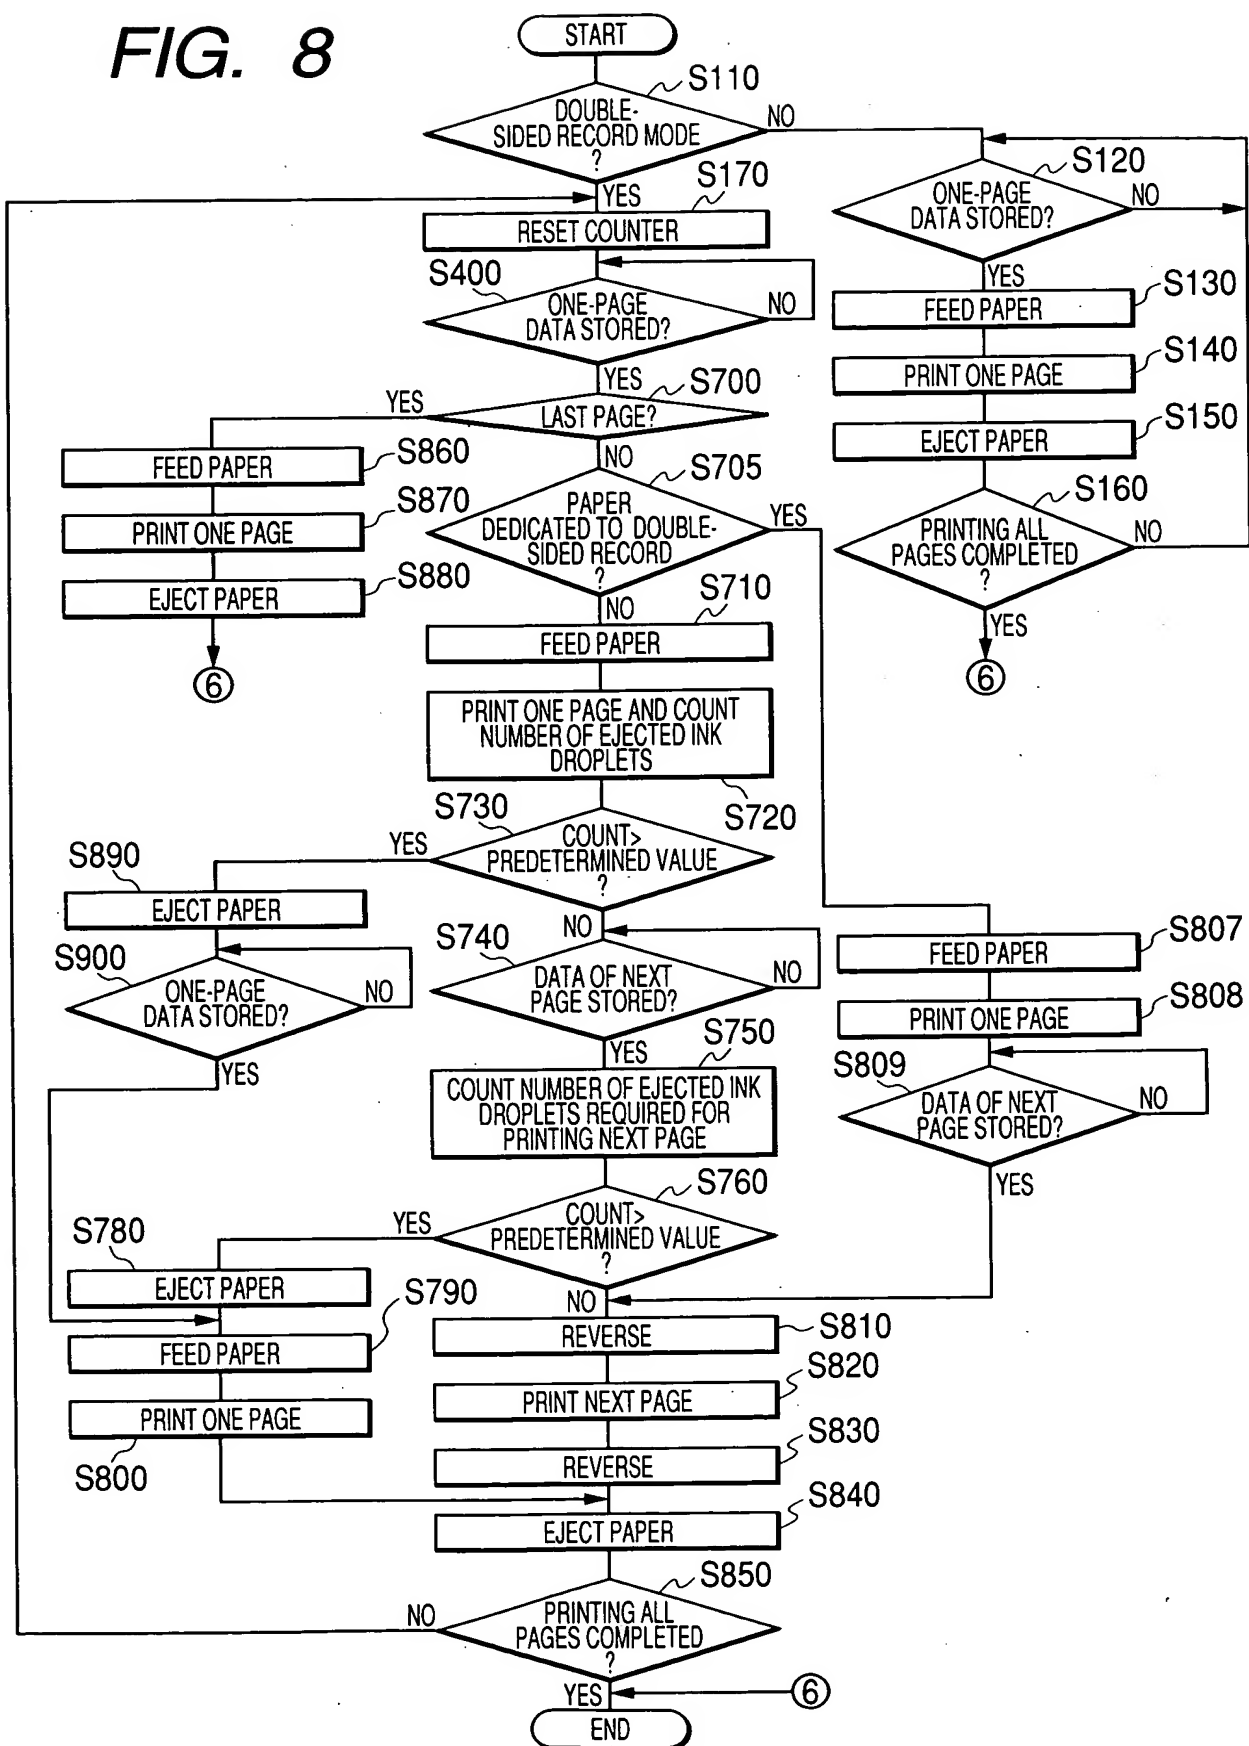 FIG. 8
START
S110
DOUBLE-
SIDED RECORD MODE
?
NO
YES
S170
RESET COUNTER
S400
ONE-PAGE
DATA STORED?
NO
YES
S700
LAST PAGE?
YES
NO
S860
FEED PAPER
S870
PRINT ONE PAGE
S880
EJECT PAPER
6
S120
ONE-PAGE
DATA STORED?
NO
YES
S130
FEED PAPER
S140
PRINT ONE PAGE
S150
EJECT PAPER
S160
PRINTING ALL
PAGES COMPLETED
?
NO
YES
6
S705
PAPER
DEDICATED TO DOUBLE-
SIDED RECORD
?
YES
NO
S710
FEED PAPER
PRINT ONE PAGE AND COUNT
NUMBER OF EJECTED INK
DROPLETS
S720
S730
COUNT>
PREDETERMINED VALUE
?
YES
NO
S890
EJECT PAPER
S900
ONE-PAGE
DATA STORED?
NO
YES
S740
DATA OF NEXT
PAGE STORED?
NO
YES
S750
COUNT NUMBER OF EJECTED INK
DROPLETS REQUIRED FOR
PRINTING NEXT PAGE
S807
FEED PAPER
S808
PRINT ONE PAGE
S809
DATA OF NEXT
PAGE STORED?
NO
YES
S760
COUNT>
PREDETERMINED VALUE
?
YES
NO
S780
EJECT PAPER
S790
FEED PAPER
PRINT ONE PAGE
S800
S810
REVERSE
S820
PRINT NEXT PAGE
S830
REVERSE
S840
EJECT PAPER
S850
PRINTING ALL
PAGES COMPLETED
?
NO
YES
6
END